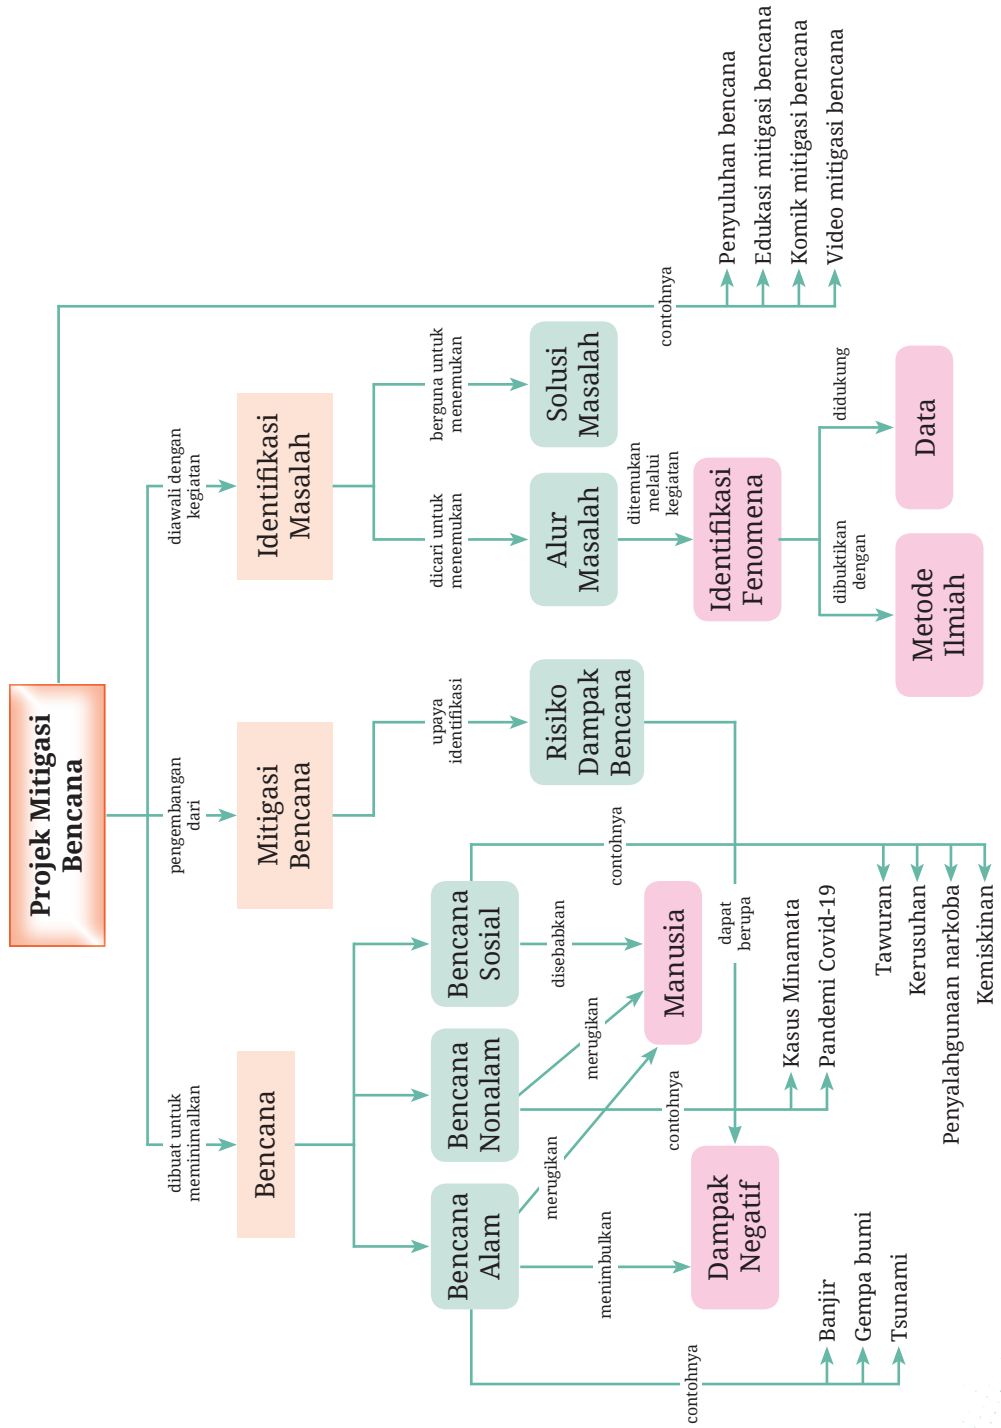 Projek Mitigasi
Bencana
dibuat untuk
meminimalkan
pengembangan
dari
diawali dengan
kegiatan
Bencana
Mitigasi
Bencana
Identifikasi
Masalah
upaya
identifikasi
dicari untuk
menemukan
berguna untuk
menemukan
Bencana
Alam
Bencana
Nonalam
Bencana
Sosial
Risiko
Dampak
Bencana
Alur
Masalah
Solusi
Masalah
menimbulkan
merugikan
merugikan
disebabkan
contohnya
ditemukan
melalui
kegiatan
contohnya
Manusia
Identifikasi
Fenomena
contohnya
contohnya
Dampak
Negatif
dapat
berupa
dibuktikan
dengan
didukung
Penyuluhan bencana
Edukasi mitigasi bencana
Komik mitigasi bencana
Video mitigasi bencana
Kasus Minamata
Pandemi Covid-19
Banjir
Gempa bumi
Tsunami
Tawuran
Kerusuhan
Penyalahgunaan narkoba
Kemiskinan
Metode
Ilmiah
Data